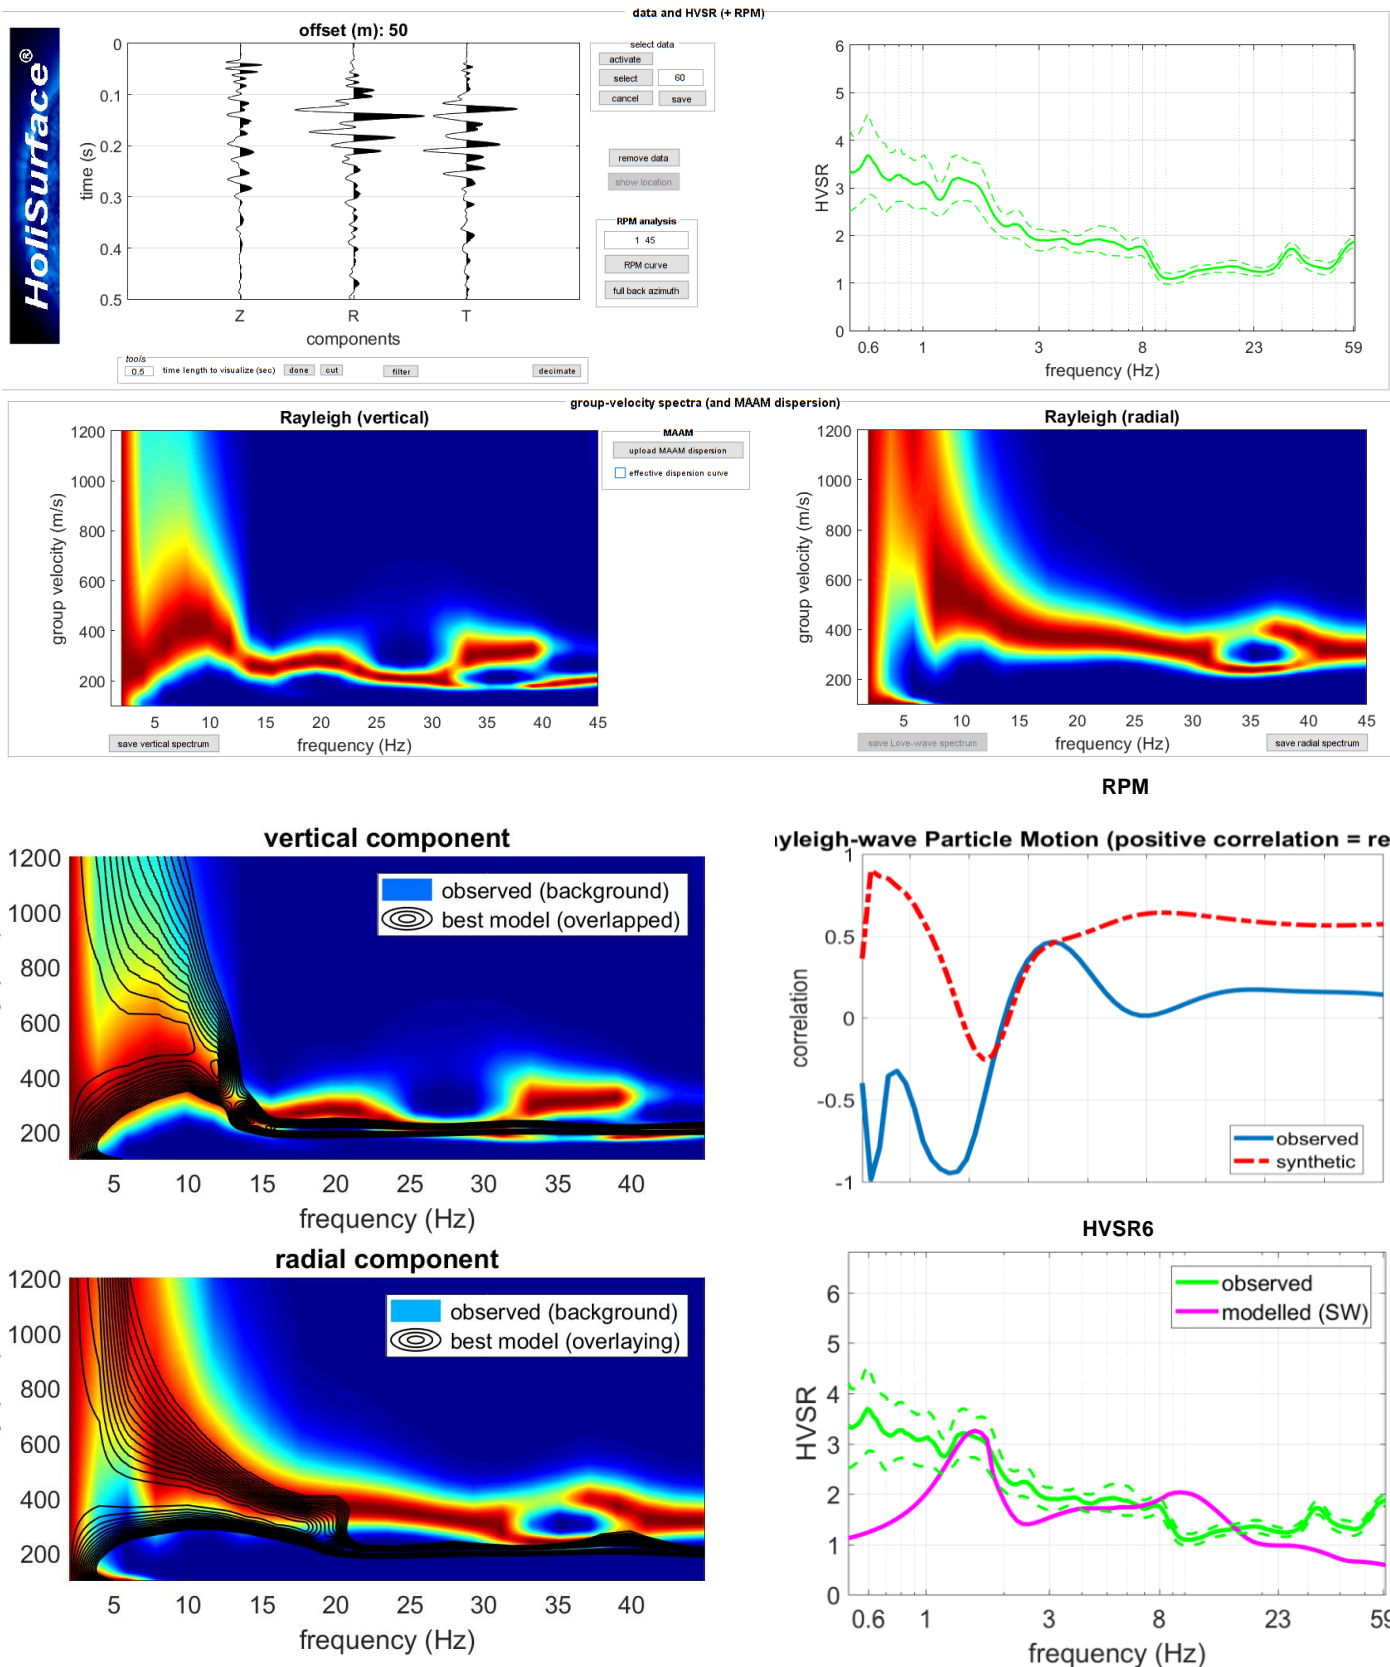 data and HVSR (+ RPM)
HoliSurface®
offset (m): 50
time (s)
0
0.1
0.2
0.3
0.4
0.5
Z R T
components
select data
activate
select 60
cancel save
remove data
show location
RPM analysis
1 45
RPM curve
full back azimuth
tools
0.5 time length to visualize (sec) done cut filter decimate
HVSR
6
5
4
3
2
1
0
0.6 1 3 8 23 59
frequency (Hz)
group-velocity spectra (and MAAM dispersion)
Rayleigh (vertical)
group velocity (m/s)
1200
1000
800
600
400
200
5 10 15 20 25 30 35 40 45
frequency (Hz)
save vertical spectrum
MAAM
upload MAAM dispersion
effective dispersion curve
Rayleigh (radial)
group velocity (m/s)
1200
1000
800
600
400
200
5 10 15 20 25 30 35 40 45
frequency (Hz)
save Love-wave spectrum
save radial spectrum
vertical component
1200
1000
800
600
400
200
observed (background)
best model (overlapped)
5 10 15 20 25 30 35 40
frequency (Hz)
RPM
yleigh-wave Particle Motion (positive correlation = re
correlation
1
0.5
0
-0.5
-1
observed
synthetic
radial component
1200
1000
800
600
400
200
observed (background)
best model (overlaying)
5 10 15 20 25 30 35 40
frequency (Hz)
HVSR6
HVSR
6
5
4
3
2
1
0
observed
modelled (SW)
0.6 1 3 8 23 59
frequency (Hz)